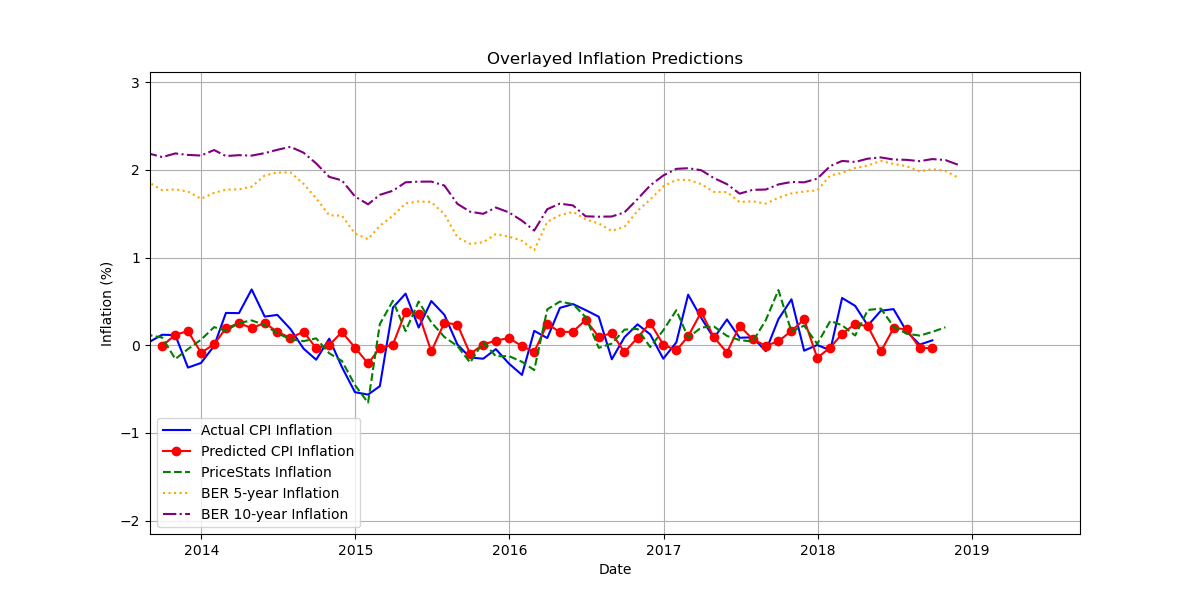 Overlayed Inflation Predictions
3
2
1
0
−1
−2
Inflation (%)
Actual CPI Inflation
Predicted CPI Inflation
PriceStats Inflation
BER 5-year Inflation
BER 10-year Inflation
2014 2015 2016 2017 2018 2019
Date